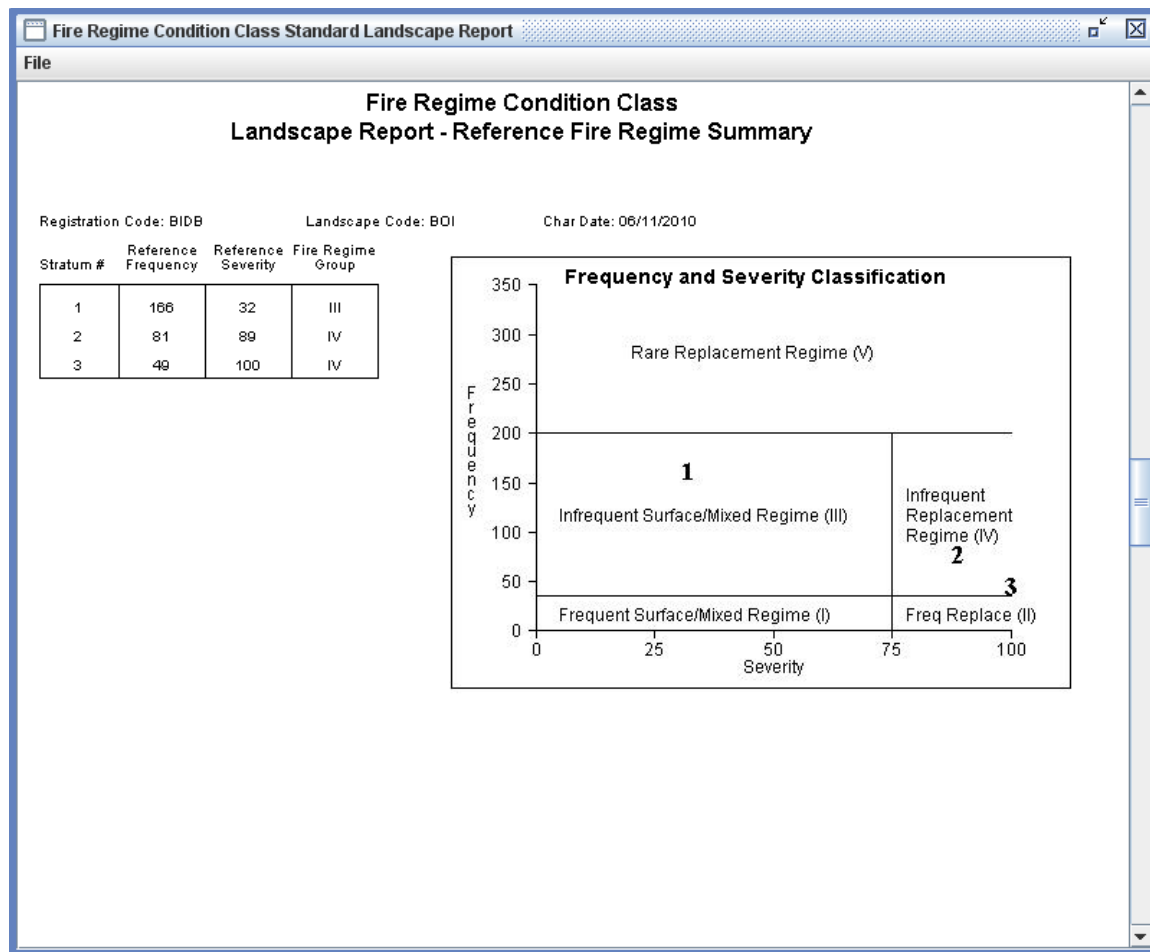 Fire Regime Condition Class Standard Landscape Report
File
Fire Regime Condition Class
Landscape Report - Reference Fire Regime Summary
Registration Code: BIDB Landscape Code: BOI Char Date: 06/11/2010
Stratum # Reference Frequency Reference Severity Fire Regime Group
1 166 32 III
2 81 89 IV
3 49 100 IV
Frequency and Severity Classification
Frequency
350
300
250
200
150
100
50
0
Rare Replacement Regime (V)
1
Infrequent Surface/Mixed Regime (III)
Infrequent
Replacement
Regime (IV)
2
3
Frequent Surface/Mixed Regime (I)
Freq Replace (II)
0 25 50 75 100
Severity